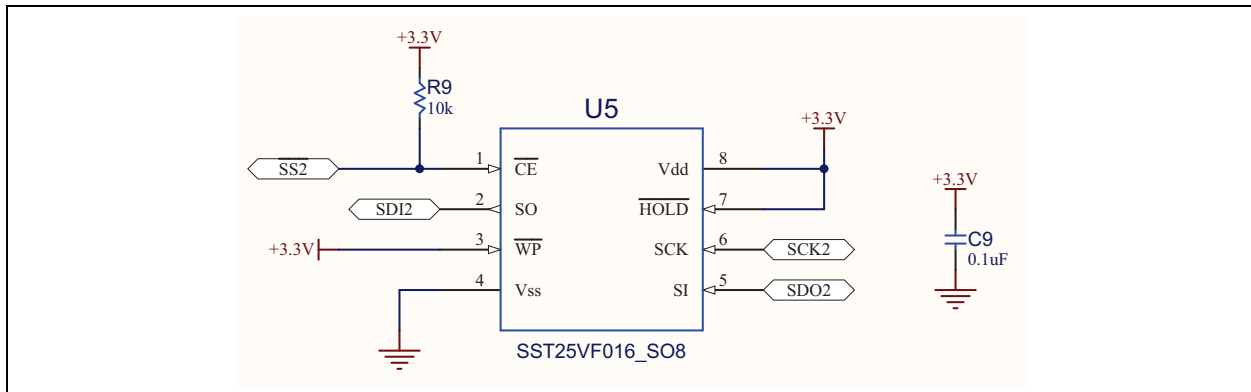 +3.3V
R9
10k
U5
+3.3V
SS2
1
CE
Vdd
8
+3.3V
SDI2
2
SO
HOLD
7
C9
0.1uF
+3.3V
3
WP
SCK
6
SCK2
4
Vss
SI
5
SDO2
SST25VF016_SO8